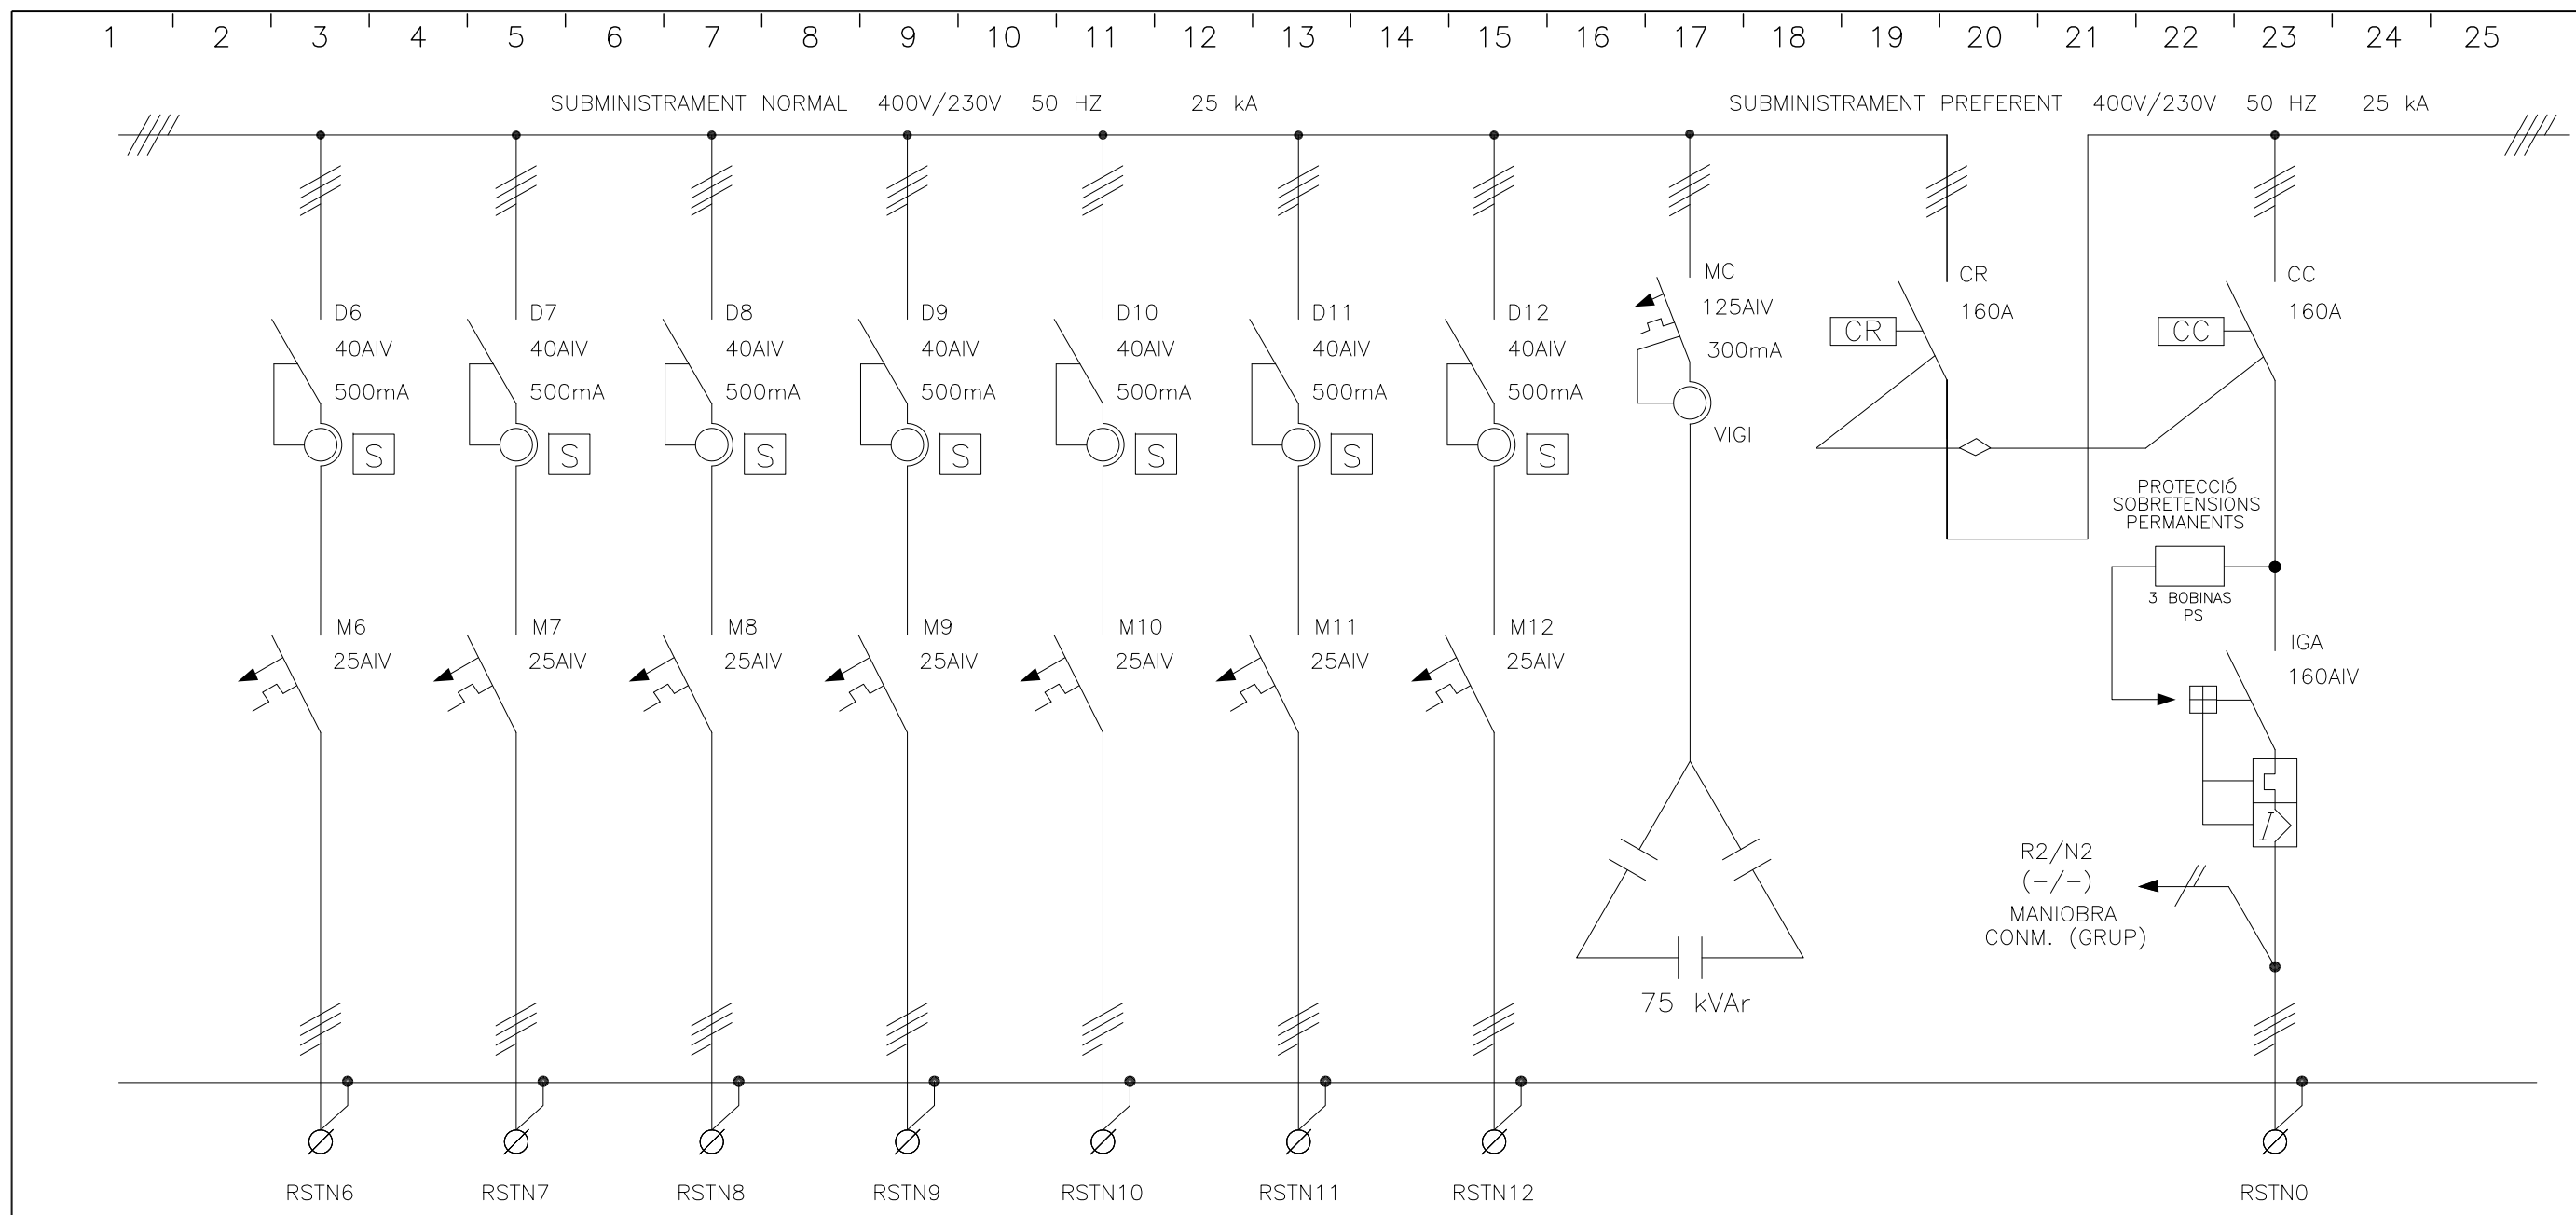 1 2 3 4 5 6 7 8 9 10 11 12 13 14 15 16 17 18 19 20 21 22 23 24 25
SUBMINISTRAMENT NORMAL 400V/230V 50 HZ 25 kA
SUBMINISTRAMENT PREFERENT 400V/230V 50 HZ 25 kA
D6
40AIV
500mA
S
D7
40AIV
500mA
S
D8
40AIV
500mA
S
D9
40AIV
500mA
S
D10
40AIV
500mA
S
D11
40AIV
500mA
S
D12
40AIV
500mA
S
MC
125AIV
300mA
VIGI
CR
160A
CR
CC
160A
CC
PROTECCIÓ
SOBRETENSIONS
PERMANENTS
3 BOBINAS
PS
IGA
160AIV
M6
25AIV
M7
25AIV
M8
25AIV
M9
25AIV
M10
25AIV
M11
25AIV
M12
25AIV
75 kVAr
R2/N2
(-/-)
MANIOBRA
CONM. (GRUP)
RSTN6
RSTN7
RSTN8
RSTN9
RSTN10
RSTN11
RSTN12
RSTN0